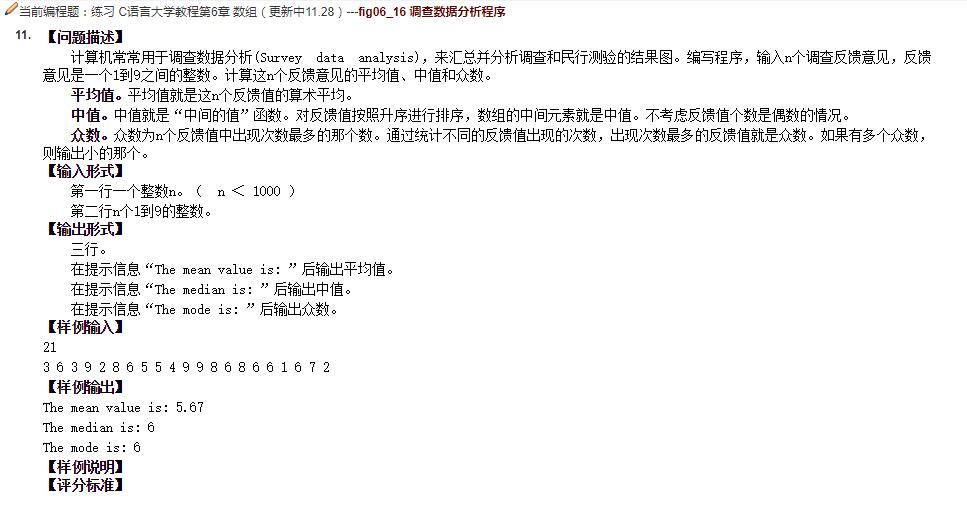 当前编程题：练习 C语言大学教程第6章 数组（更新中11.28）---fig06_16 调查数据分析程序
11. 【问题描述】
计算机常常用于调查数据分析(Survey data analysis)，来汇总并分析调查和民行测验的结果图。编写程序，输入n个调查反馈意见，反馈
意见是一个1到9之间的整数。计算这n个反馈意见的平均值、中值和众数。
平均值。平均值就是这n个反馈值的算术平均。
中值。中值就是“中间的值”函数。对反馈值按照升序进行排序，数组的中间元素就是中值。不考虑反馈值个数是偶数的情况。
众数。众数为n个反馈值中出现次数最多的那个数。通过统计不同的反馈值出现的次数，出现次数最多的反馈值就是众数。如果有多个众数，
则输出小的那个。
【输入形式】
第一行一个整数n。（ n ＜ 1000 ）
第二行n个1到9的整数。
【输出形式】
三行。
在提示信息“The mean value is: ”后输出平均值。
在提示信息“The median is: ”后输出中值。
在提示信息“The mode is: ”后输出众数。
【样例输入】
21
3 6 3 9 2 8 6 5 5 4 9 9 8 6 8 6 6 1 6 7 2
【样例输出】
The mean value is: 5.67
The median is: 6
The mode is: 6
【样例说明】
【评分标准】